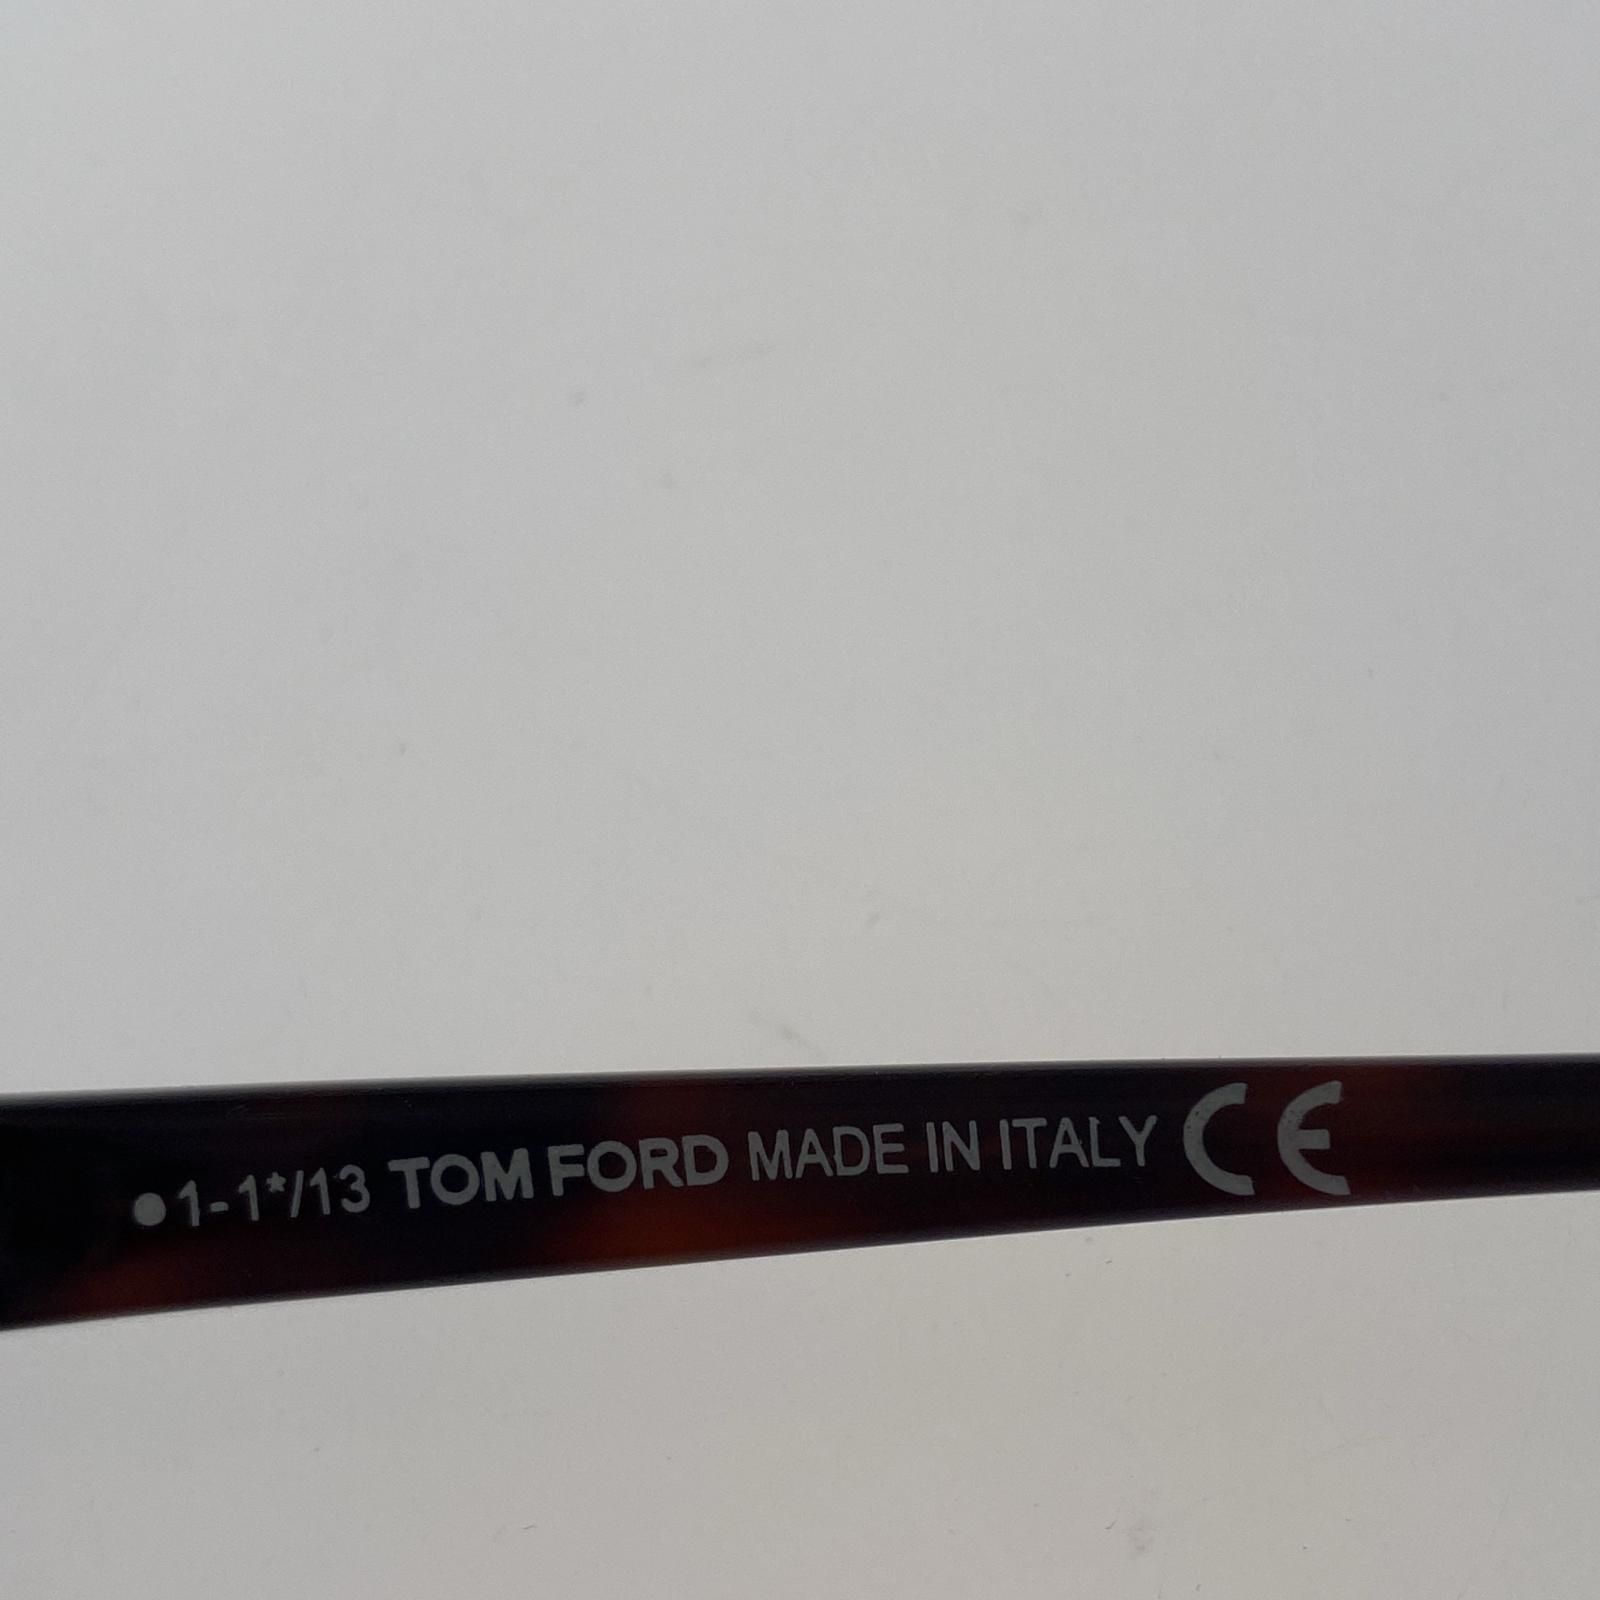 ●1-1*/13 TOM FORD MADE IN ITALY CE